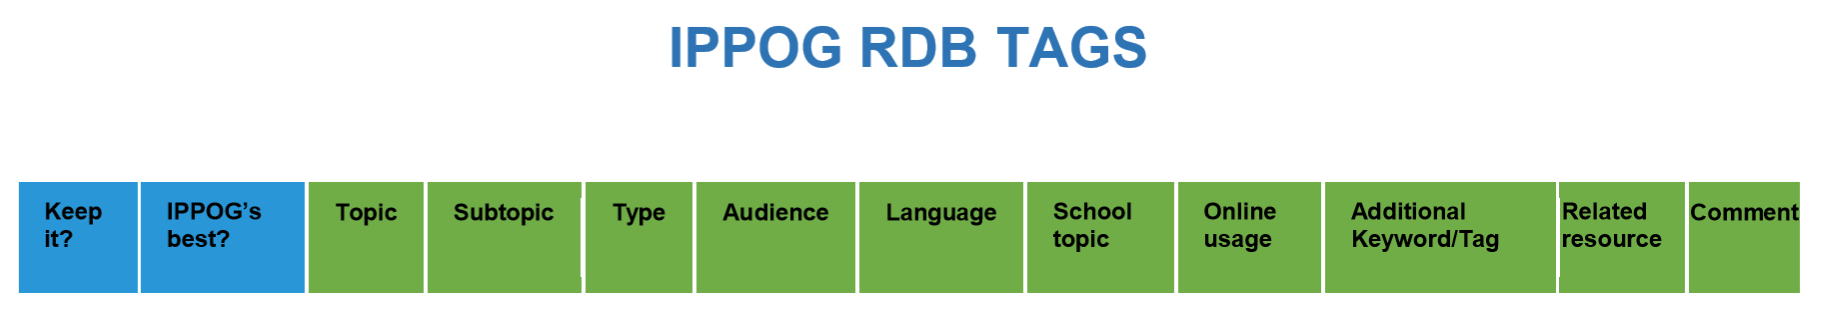 IPPOG RDB TAGS
Keep
it?
IPPOG’s
best?
Topic
Subtopic
Type
Audience
Language
School
topic
Online
usage
Additional
Keyword/Tag
Related
resource
Comment